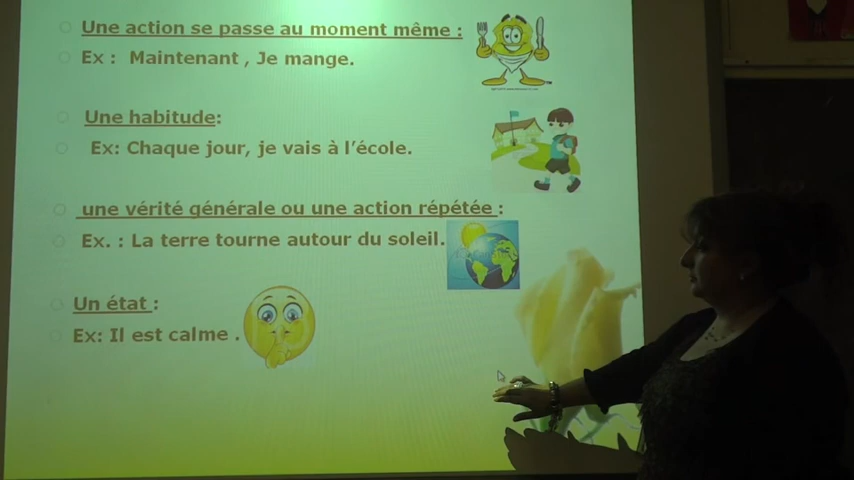 Une action se passe au moment même :
Ex : Maintenant , Je mange.
Une habitude:
Ex: Chaque jour, je vais à l'école.
une vérité générale ou une action répétée :
Ex. : La terre tourne autour du soleil.
Un état :
Ex: Il est calme .